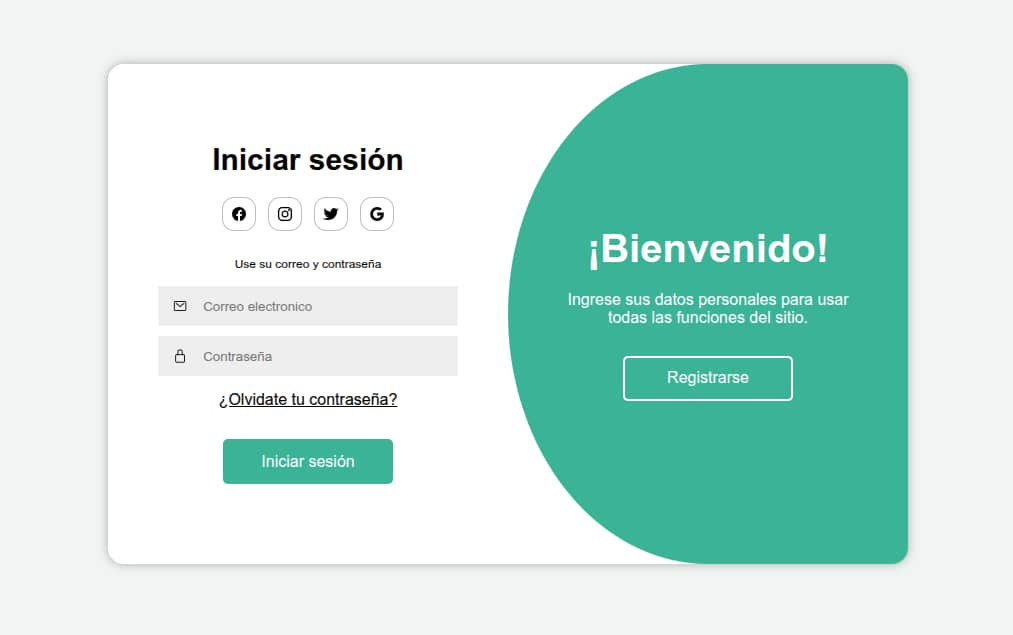 Iniciar sesión
Use su correo y contraseña
Correo electronico
Contraseña
¿Olvidate tu contraseña?
Iniciar sesión
¡Bienvenido!
Ingrese sus datos personales para usar
todas las funciones del sitio.
Registrarse